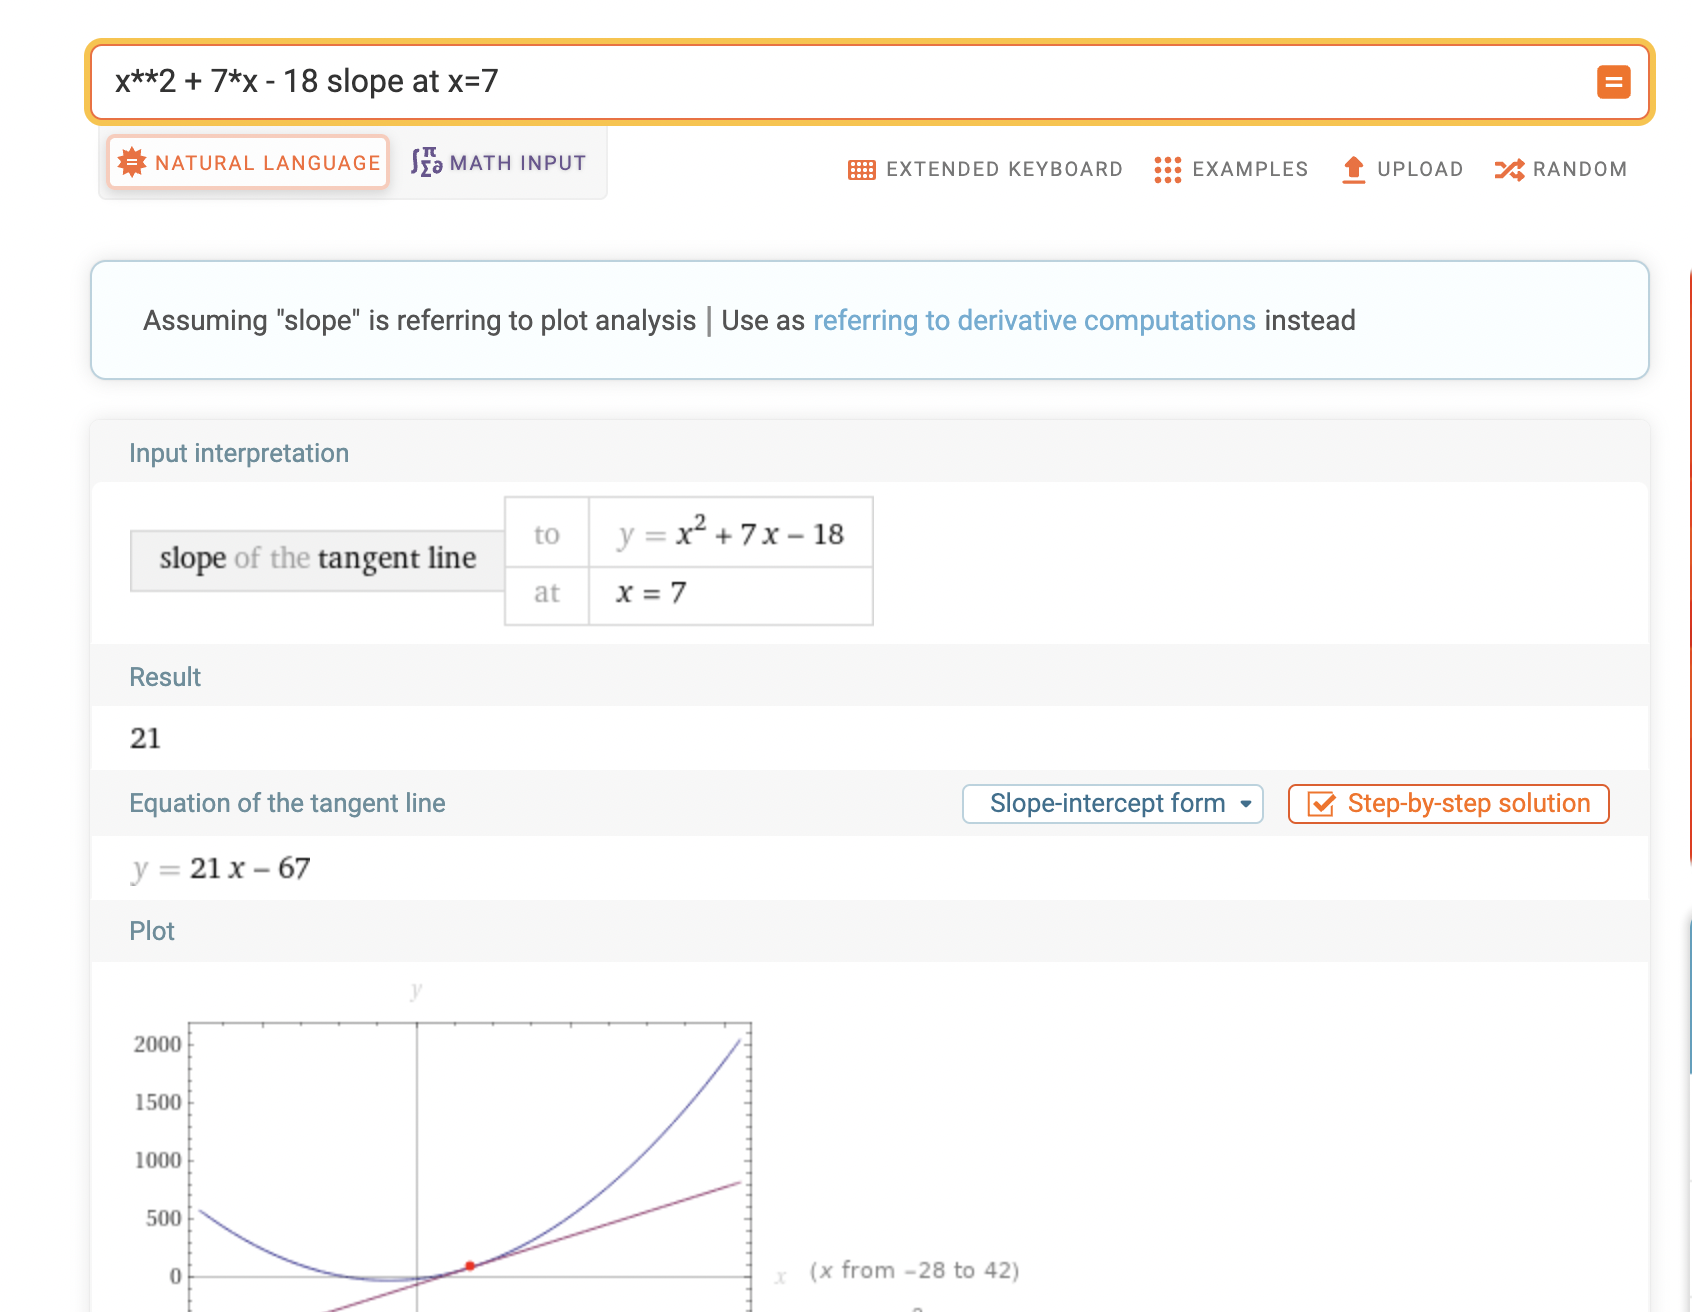 x**2 + 7*x - 18 slope at x=7
NATURAL LANGUAGE
MATH INPUT
EXTENDED KEYBOARD
EXAMPLES
UPLOAD
RANDOM
Assuming "slope" is referring to plot analysis | Use as referring to derivative computations instead
Input interpretation
slope of the tangent line
to y = x² + 7 x – 18
at x = 7
Result
21
Equation of the tangent line
Slope-intercept form
Step-by-step solution
y = 21 x – 67
Plot
y
2000
1500
1000
500
0
x
(x from −28 to 42)